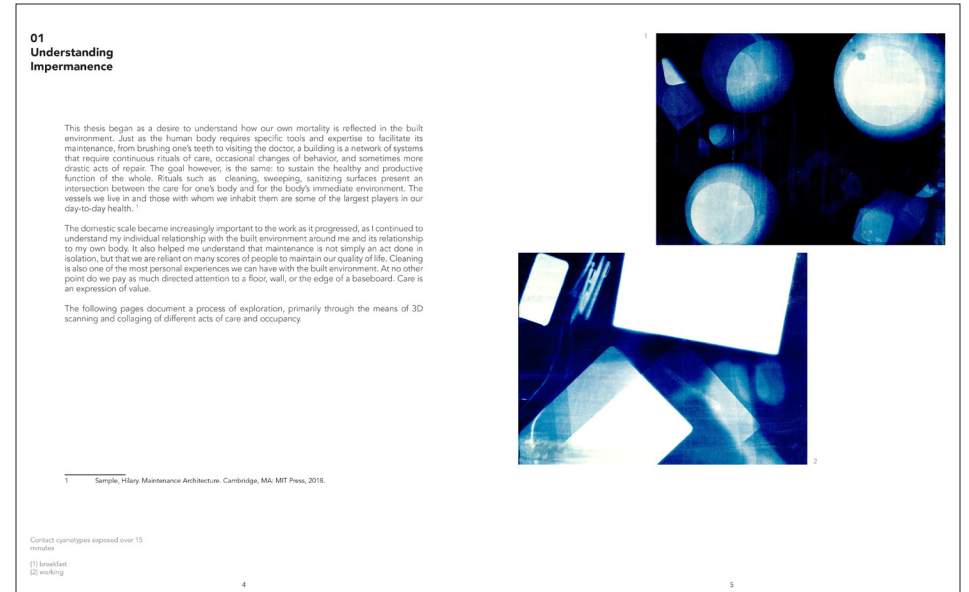 01
Understanding
Impermanence
This thesis began as a desire to understand how our own mortality is reflected in the built
environment. Just as the human body requires specific tools and expertise to facilitate its
maintenance, from brushing one's teeth to visiting the doctor, a building is a network of systems
that require continuous rituals of care, occasional changes of behavior, and sometimes more
drastic acts of repair. The goal however, is the same: to sustain the healthy and productive
function of the whole. Rituals such as cleaning, sweeping, sanitizing surfaces present an
intersection between the care for one's body and for the body's immediate environment. The
vessels we live in and those with whom we inhabit them are some of the largest players in our
day-to-day health. 1
The domestic scale became increasingly important to the work as it progressed, as I continued to
understand my individual relationship with the built environment around me and its relationship
to my own body. It also helped me understand that maintenance is not simply an act done in
isolation, but that we are reliant on many scores of people to maintain our quality of life. Cleaning
is also one of the most personal experiences we can have with the built environment. At no other
point do we pay as much directed attention to a floor, wall, or the edge of a baseboard. Care is
an expression of value.
The following pages document a process of exploration, primarily through the means of 3D
scanning and collaging of different acts of care and occupancy.
1 Sample, Hilary. Maintenance Architecture. Cambridge, MA: MIT Press, 2018.
Contact cyanotypes exposed over 15
minutes
[1] breakfast
[2] working
4
1
2
5